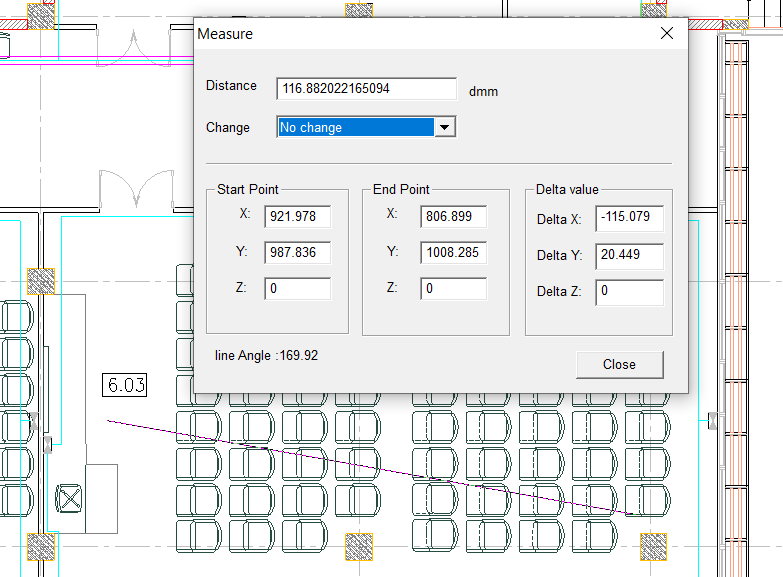 Measure
Distance 116.882022165094 dmm
Change No change
Start Point End Point Delta value
X: 921.978 X: 806.899 Delta X: -115.079
Y: 987.836 Y: 1008.285 Delta Y: 20.449
Z: 0 Z: 0 Delta Z: 0
line Angle :169.92
Close
6.03